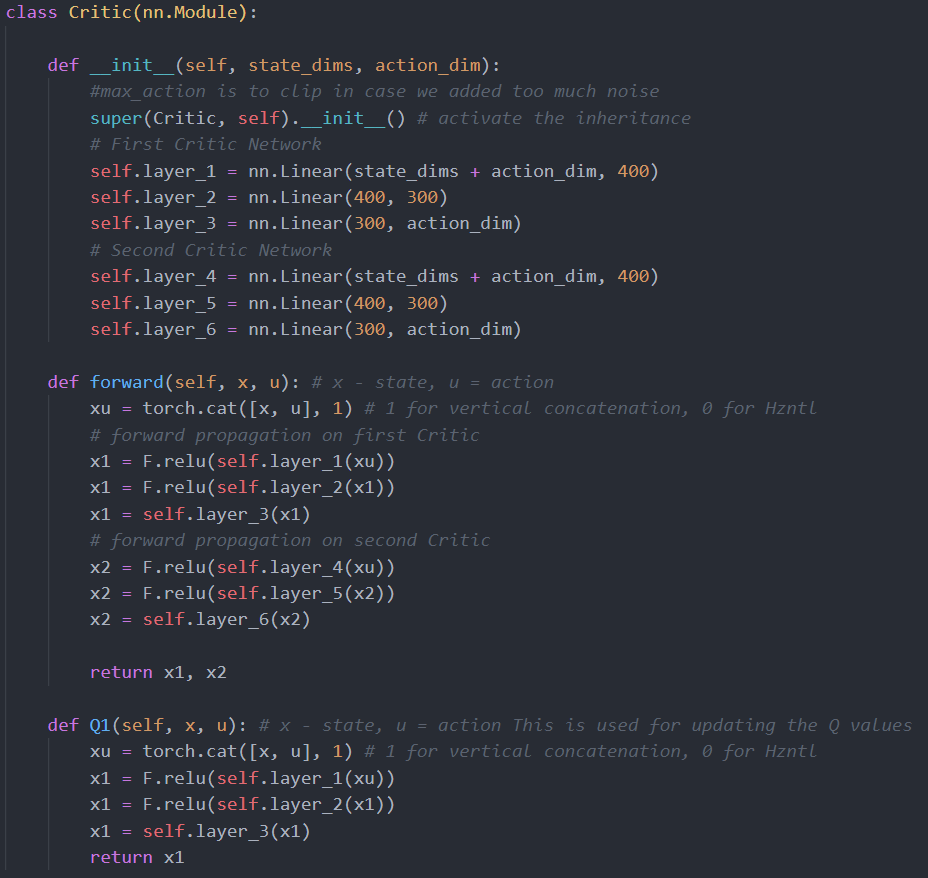 class Critic(nn.Module):
def __init__(self, state_dims, action_dim):
#max_action is to clip in case we added too much noise
super(Critic, self).__init__() # activate the inheritance
# First Critic Network
self.layer_1 = nn.Linear(state_dims + action_dim, 400)
self.layer_2 = nn.Linear(400, 300)
self.layer_3 = nn.Linear(300, action_dim)
# Second Critic Network
self.layer_4 = nn.Linear(state_dims + action_dim, 400)
self.layer_5 = nn.Linear(400, 300)
self.layer_6 = nn.Linear(300, action_dim)
def forward(self, x, u): # x - state, u = action
xu = torch.cat([x, u], 1) # 1 for vertical concatenation, 0 for Hzntl
# forward propagation on first Critic
x1 = F.relu(self.layer_1(xu))
x1 = F.relu(self.layer_2(x1))
x1 = self.layer_3(x1)
# forward propagation on second Critic
x2 = F.relu(self.layer_4(xu))
x2 = F.relu(self.layer_5(x2))
x2 = self.layer_6(x2)
return x1, x2
def Q1(self, x, u): # x - state, u = action This is used for updating the Q values
xu = torch.cat([x, u], 1) # 1 for vertical concatenation, 0 for Hzntl
x1 = F.relu(self.layer_1(xu))
x1 = F.relu(self.layer_2(x1))
x1 = self.layer_3(x1)
return x1